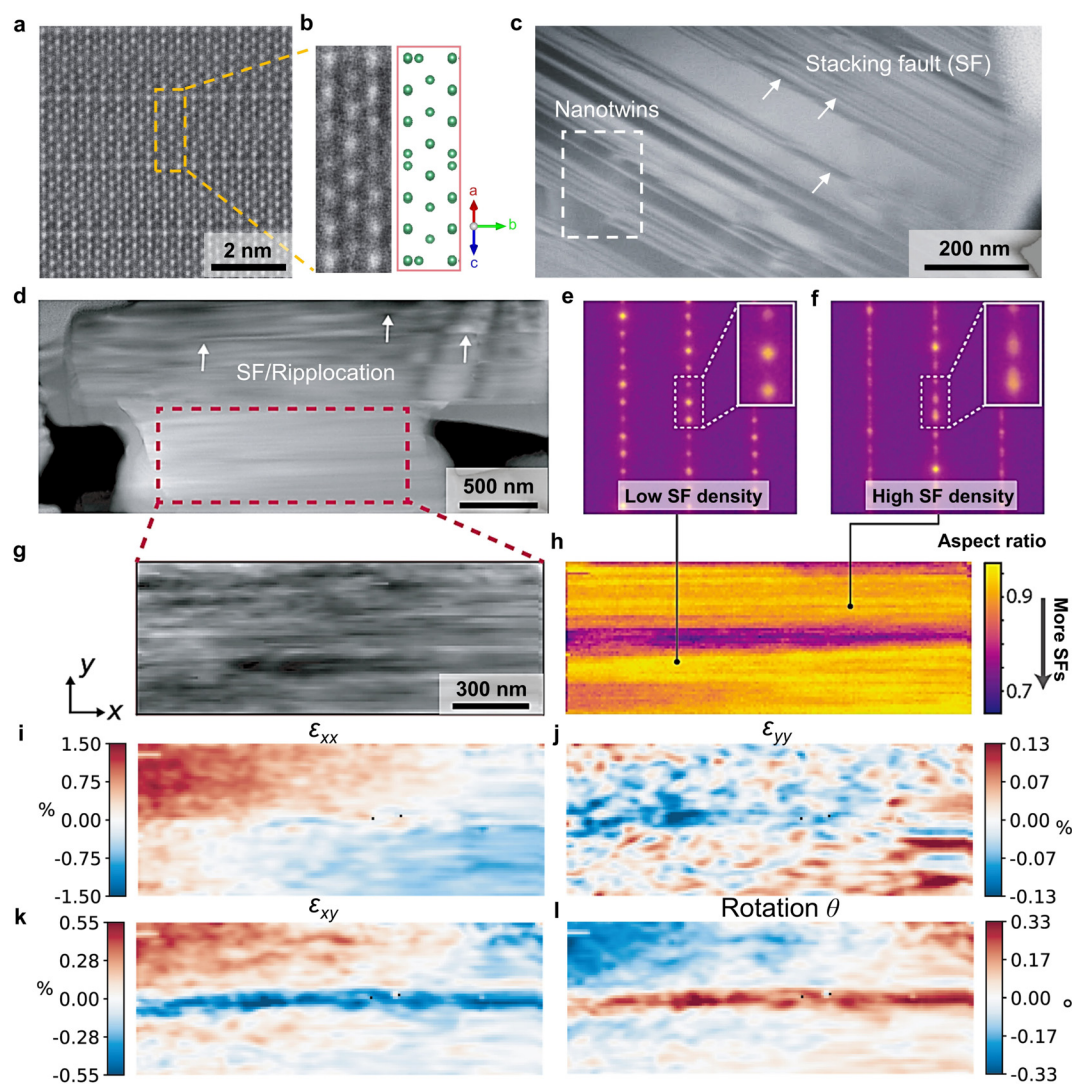 a
b
c
2 nm
a
b
c
Stacking fault (SF)
Nanotwins
200 nm
d
SF/Ripplocation
500 nm
e
Low SF density
f
High SF density
g
y
x
300 nm
h
Aspect ratio
0.9
0.7
More SFs
i
εxx
1.50
0.75
%
0.00
-0.75
-1.50
j
εyy
0.13
0.07
0.00 %
-0.07
-0.13
k
εxy
0.55
0.28
%
0.00
-0.28
-0.55
l
Rotation θ
0.33
0.17
0.00 °
-0.17
-0.33